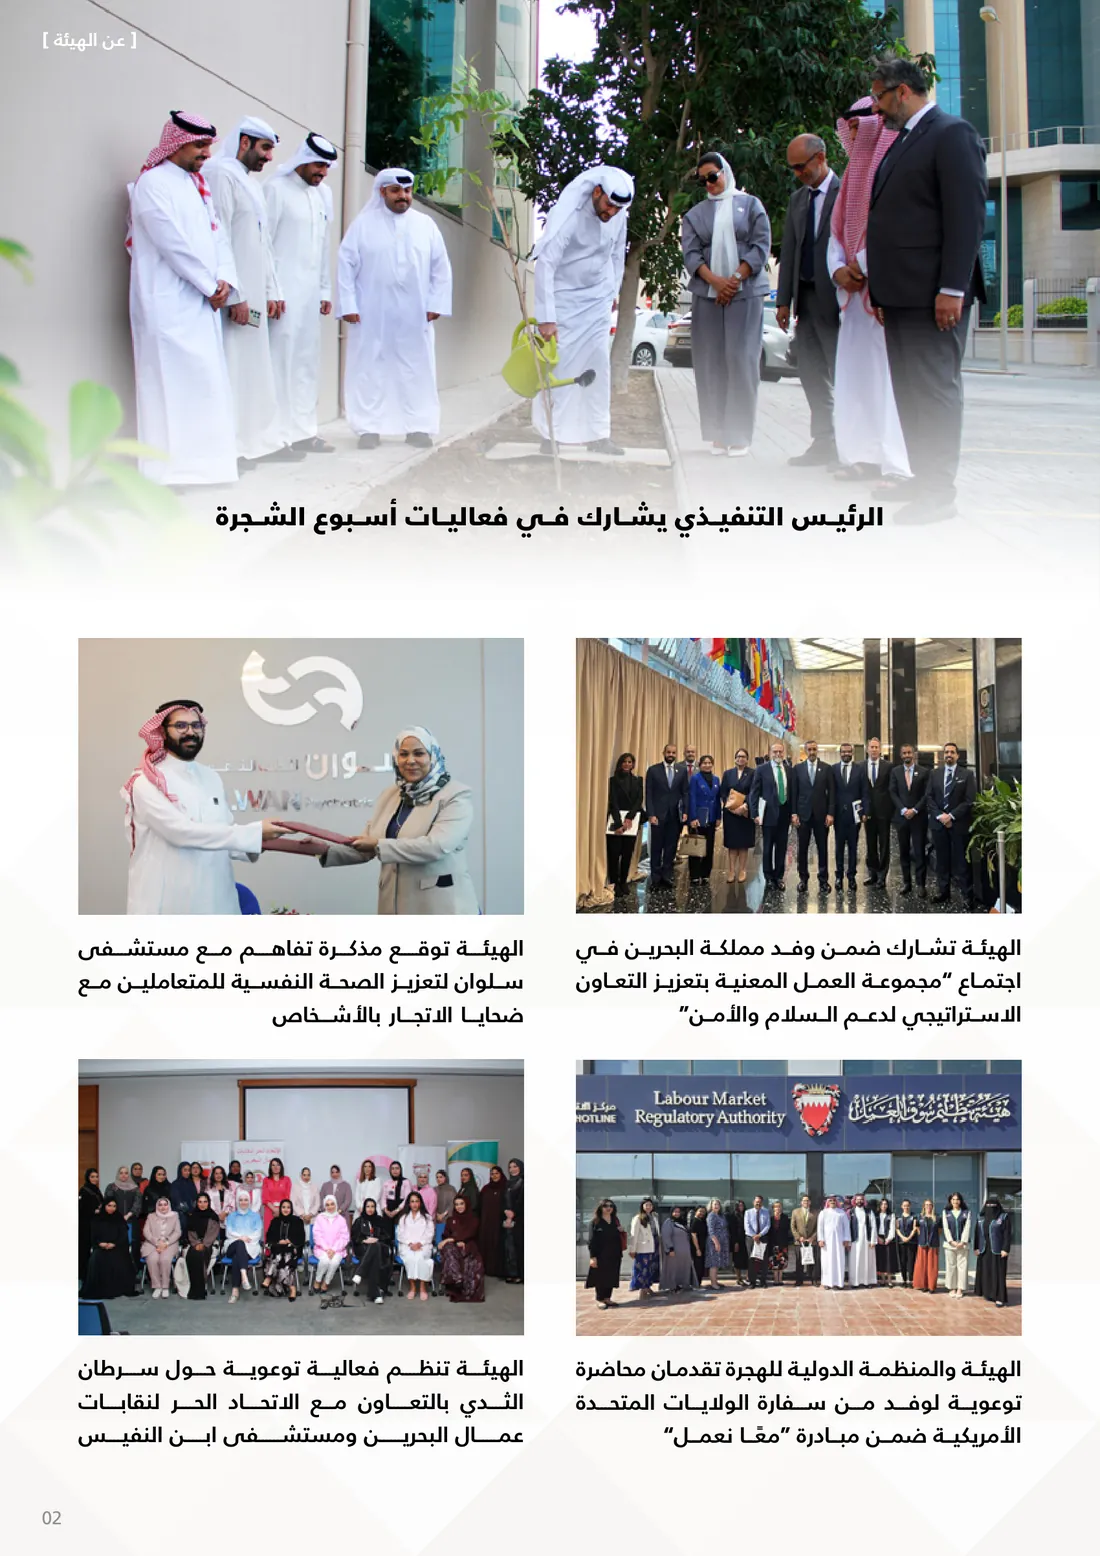 [ عن الهيئة ]
الرئيس التنفيذي يشارك في فعاليات أسبوع الشجرة
الهيئة تشارك ضمن وفد مملكة البحرين في
اجتماع “مجموعة العمل المعنية بتعزيز التعاون
الاستراتيجي لدعم السلام والأمن”
الهيئة توقع مذكرة تفاهم مع مستشفى
سلوان لتعزيز الصحة النفسية للمتعاملين مع
ضحايا الاتجار بالأشخاص
HOTLINE
Labour Market
Regulatory Authority
هيئة تنظيم سوق العمل
الهيئة والمنظمة الدولية للهجرة تقدمان محاضرة
توعوية لوفد من سفارة الولايات المتحدة
الأمريكية ضمن مبادرة ”معًا نعمل“
الهيئة تنظم فعالية توعوية حول سرطان
الثدي بالتعاون مع الاتحاد الحر لنقابات
عمال البحرين ومستشفى ابن النفيس
02